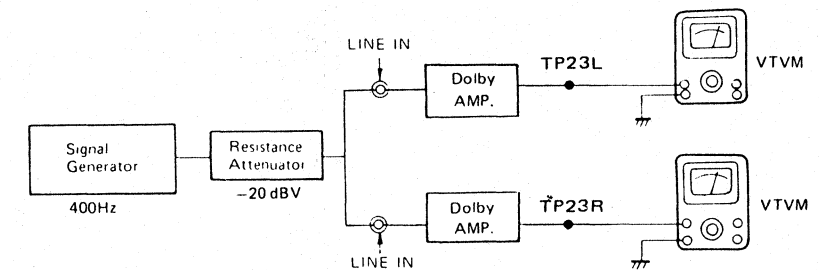 LINE IN
Dolby
AMP.
TP23L
VTVM
Signal
Generator
400Hz
Resistance
Attenuator
−20 dBV
Dolby
AMP.
TP23R
VTVM
LINE IN